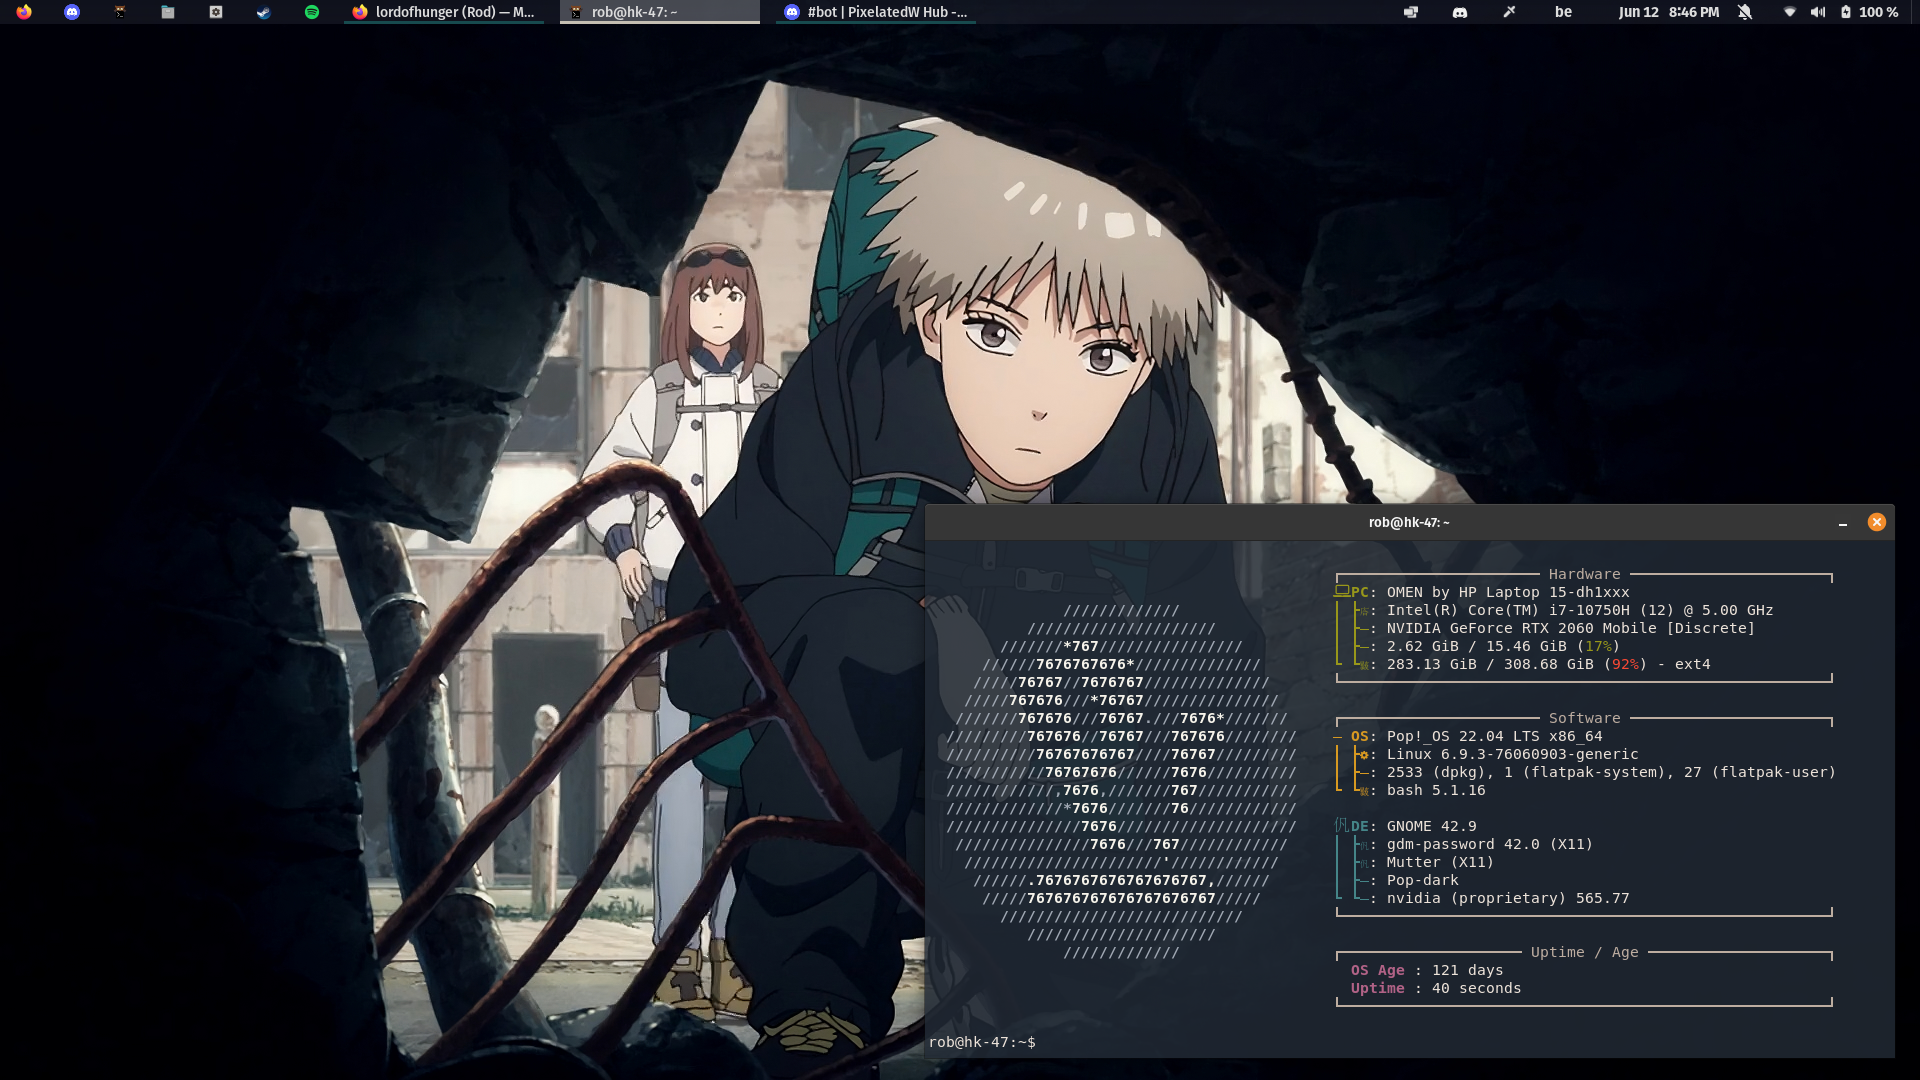 lordofhunger (Rod) — M...
rob@hk-47: ~
#bot | PixelatedW Hub -...
be
Jun 12 8:46 PM
100 %
rob@hk-47: ~
/////////////
/////////////////////
///////*767////////////////
//////7676767676*//////////////
/////76767//7676767//////////////
/////767676///*76767///////////////
///////767676///76767.///7676*///////
/////////767676//76767///767676////////
//////////76767676767////76767/////////
///////////76767676//////7676//////////
////////////,7676,///////767///////////
/////////////*7676///////76////////////
///////////////7676////////////////////
///////////////7676///767////////////
//////////////////////'////////////
//////.7676767676767676767,//////
/////767676767676767676767/////
///////////////////////////
/////////////////////
/////////////
Hardware
PC: OMEN by HP Laptop 15-dh1xxx
: Intel(R) Core(TM) i7-10750H (12) @ 5.00 GHz
: NVIDIA GeForce RTX 2060 Mobile [Discrete]
: 2.62 GiB / 15.46 GiB (17%)
: 283.13 GiB / 308.68 GiB (92%) - ext4
Software
OS: Pop!_OS 22.04 LTS x86_64
: Linux 6.9.3-76060903-generic
: 2533 (dpkg), 1 (flatpak-system), 27 (flatpak-user)
: bash 5.1.16
DE: GNOME 42.9
: gdm-password 42.0 (X11)
: Mutter (X11)
: Pop-dark
: nvidia (proprietary) 565.77
Uptime / Age
OS Age : 121 days
Uptime : 40 seconds
rob@hk-47:~$